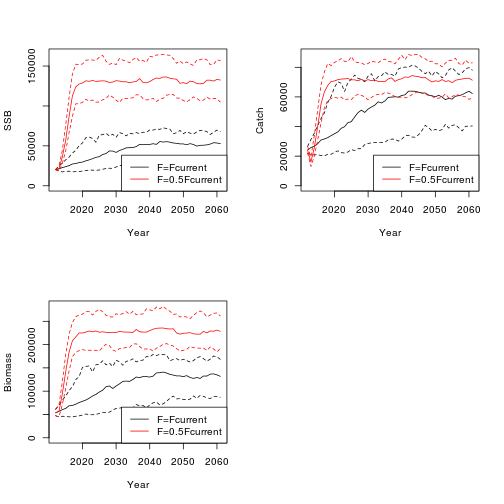 SSB
0
50000
150000
2020
2030
2040
2050
2060
Year
F=Fcurrent
F=0.5Fcurrent
Catch
0
20000
60000
2020
2030
2040
2050
2060
Year
F=Fcurrent
F=0.5Fcurrent
Biomass
0
100000
200000
2020
2030
2040
2050
2060
Year
F=Fcurrent
F=0.5Fcurrent